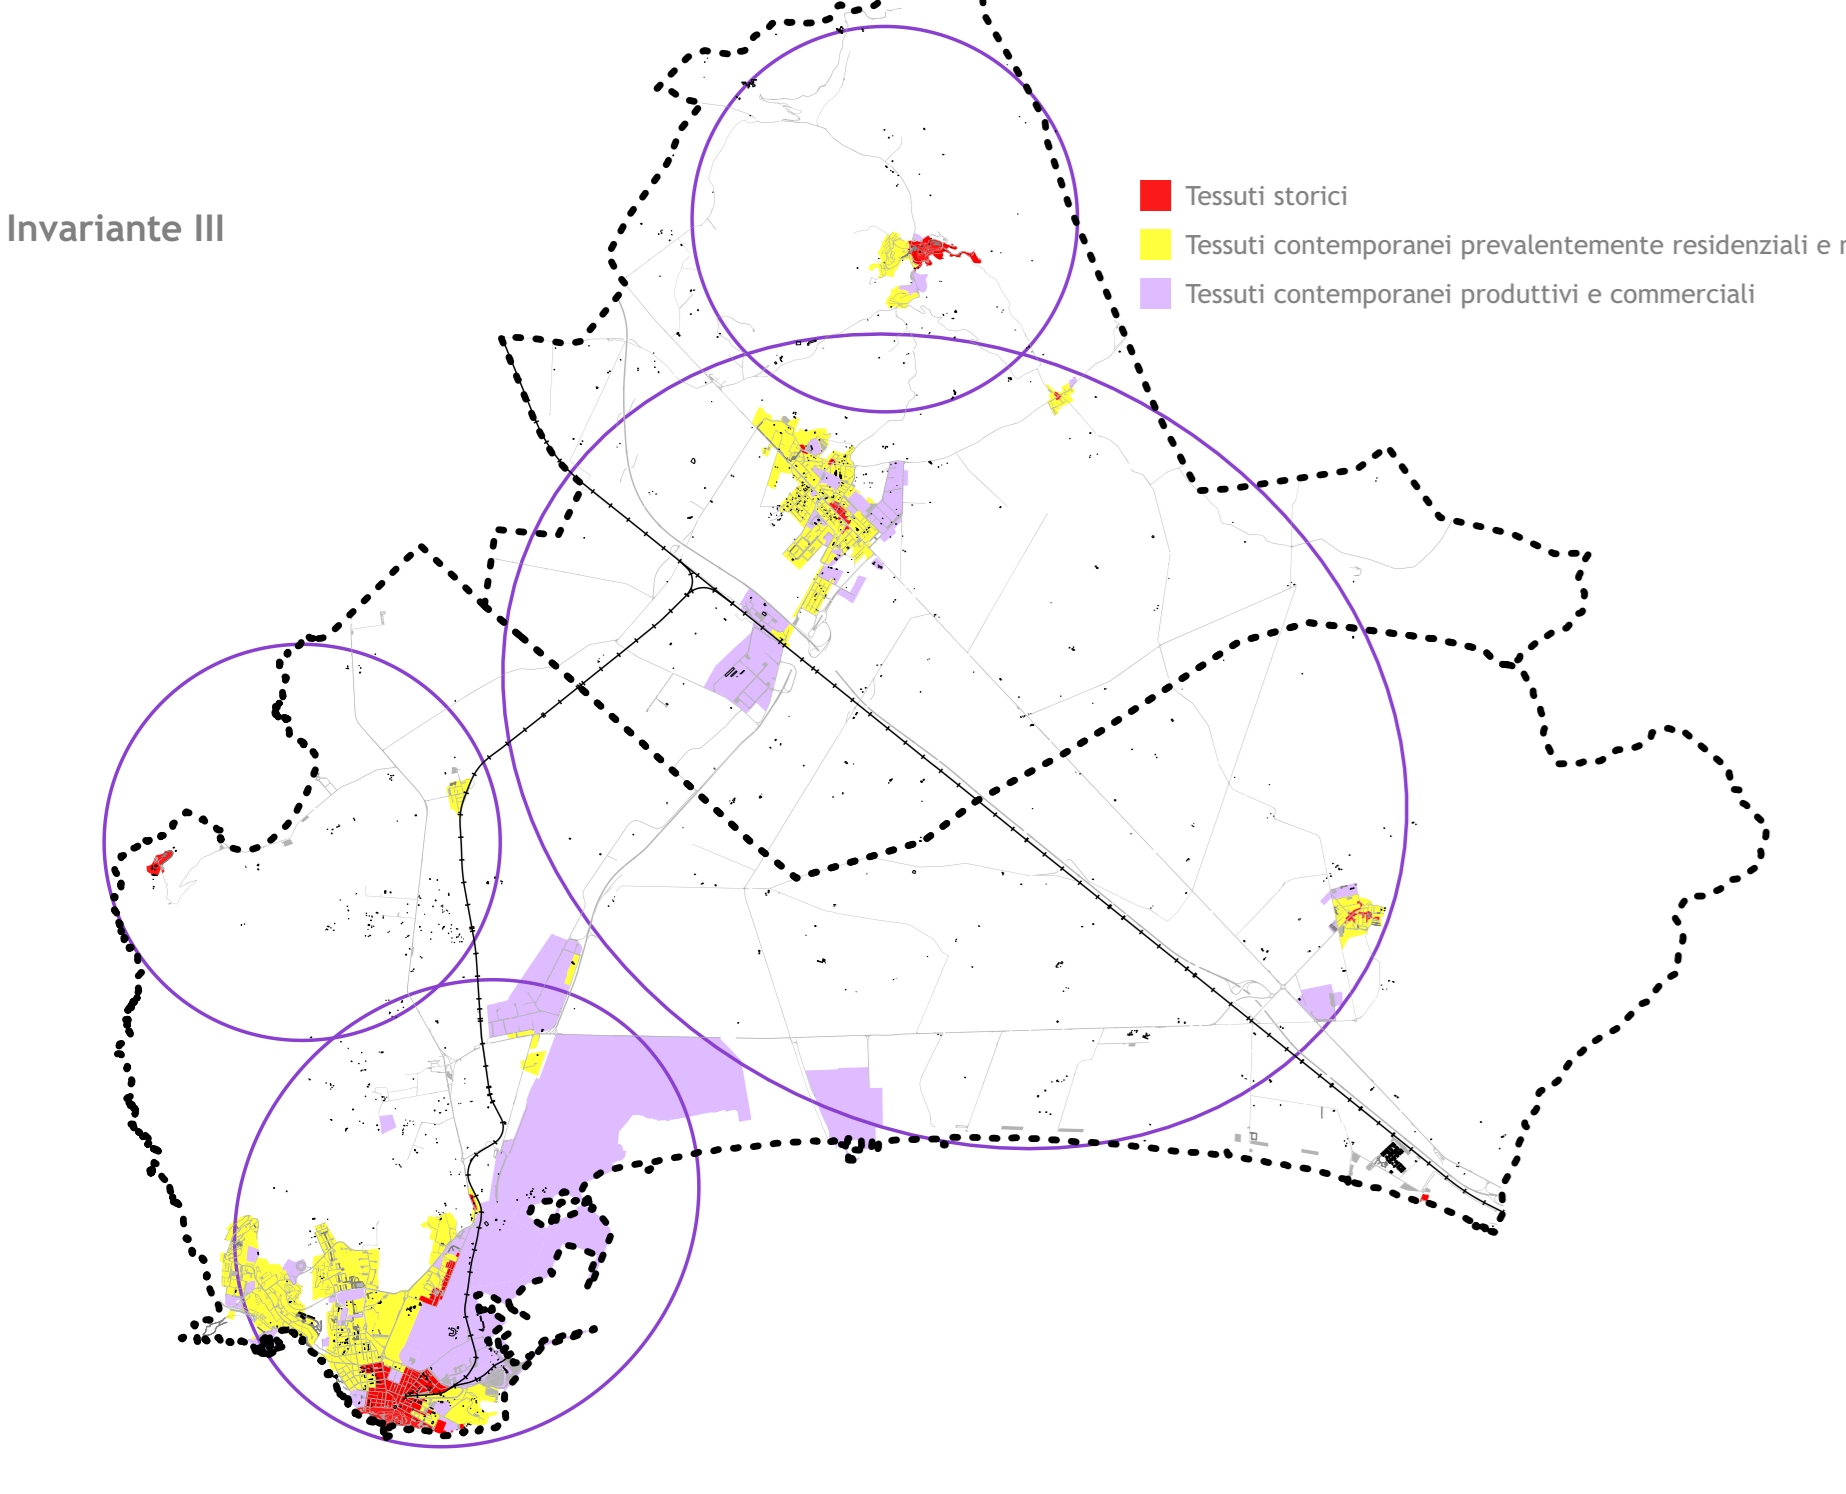 Invariante III
Tessuti storici
Tessuti contemporanei prevalentemente residenziali e
Tessuti contemporanei produttivi e commerciali